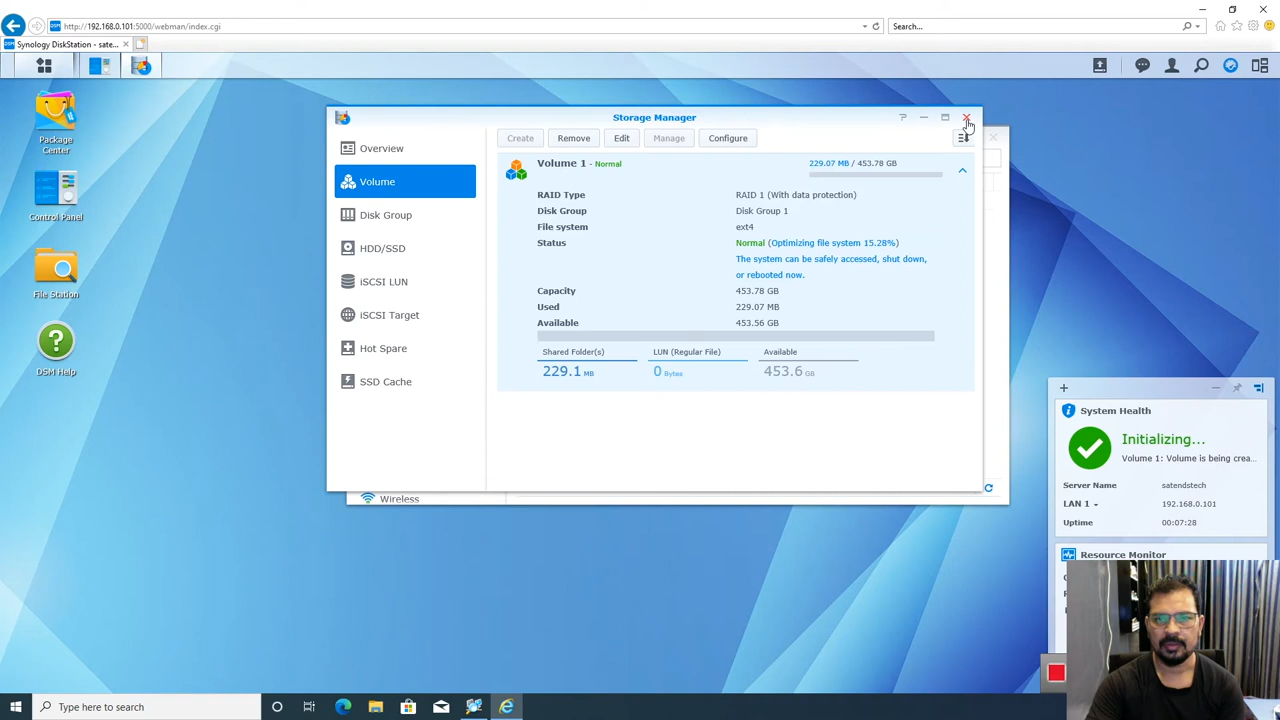 http://192.168.0.101:5000/webman/index.cgi
Search...
Synology DiskStation - sate...
Package
Center
Control Panel
File Station
DSM Help
Storage Manager
Create
Remove
Edit
Manage
Configure
Overview
Volume
Disk Group
HDD/SSD
iSCSI LUN
iSCSI Target
Hot Spare
SSD Cache
Volume 1 - Normal
229.07 MB / 453.78 GB
RAID Type
RAID 1 (With data protection)
Disk Group
Disk Group 1
File system
ext4
Status
Normal (Optimizing file system 15.28%)
The system can be safely accessed, shut down,
or rebooted now.
Capacity
453.78 GB
Used
229.07 MB
Available
453.56 GB
Shared Folder(s)
229.1 MB
LUN (Regular File)
0 Bytes
Available
453.6 GB
Wireless
System Health
Initializing...
Volume 1: Volume is being crea...
Server Name
satendstech
LAN 1
192.168.0.101
Uptime
00:07:28
Resource Monitor
Type here to search